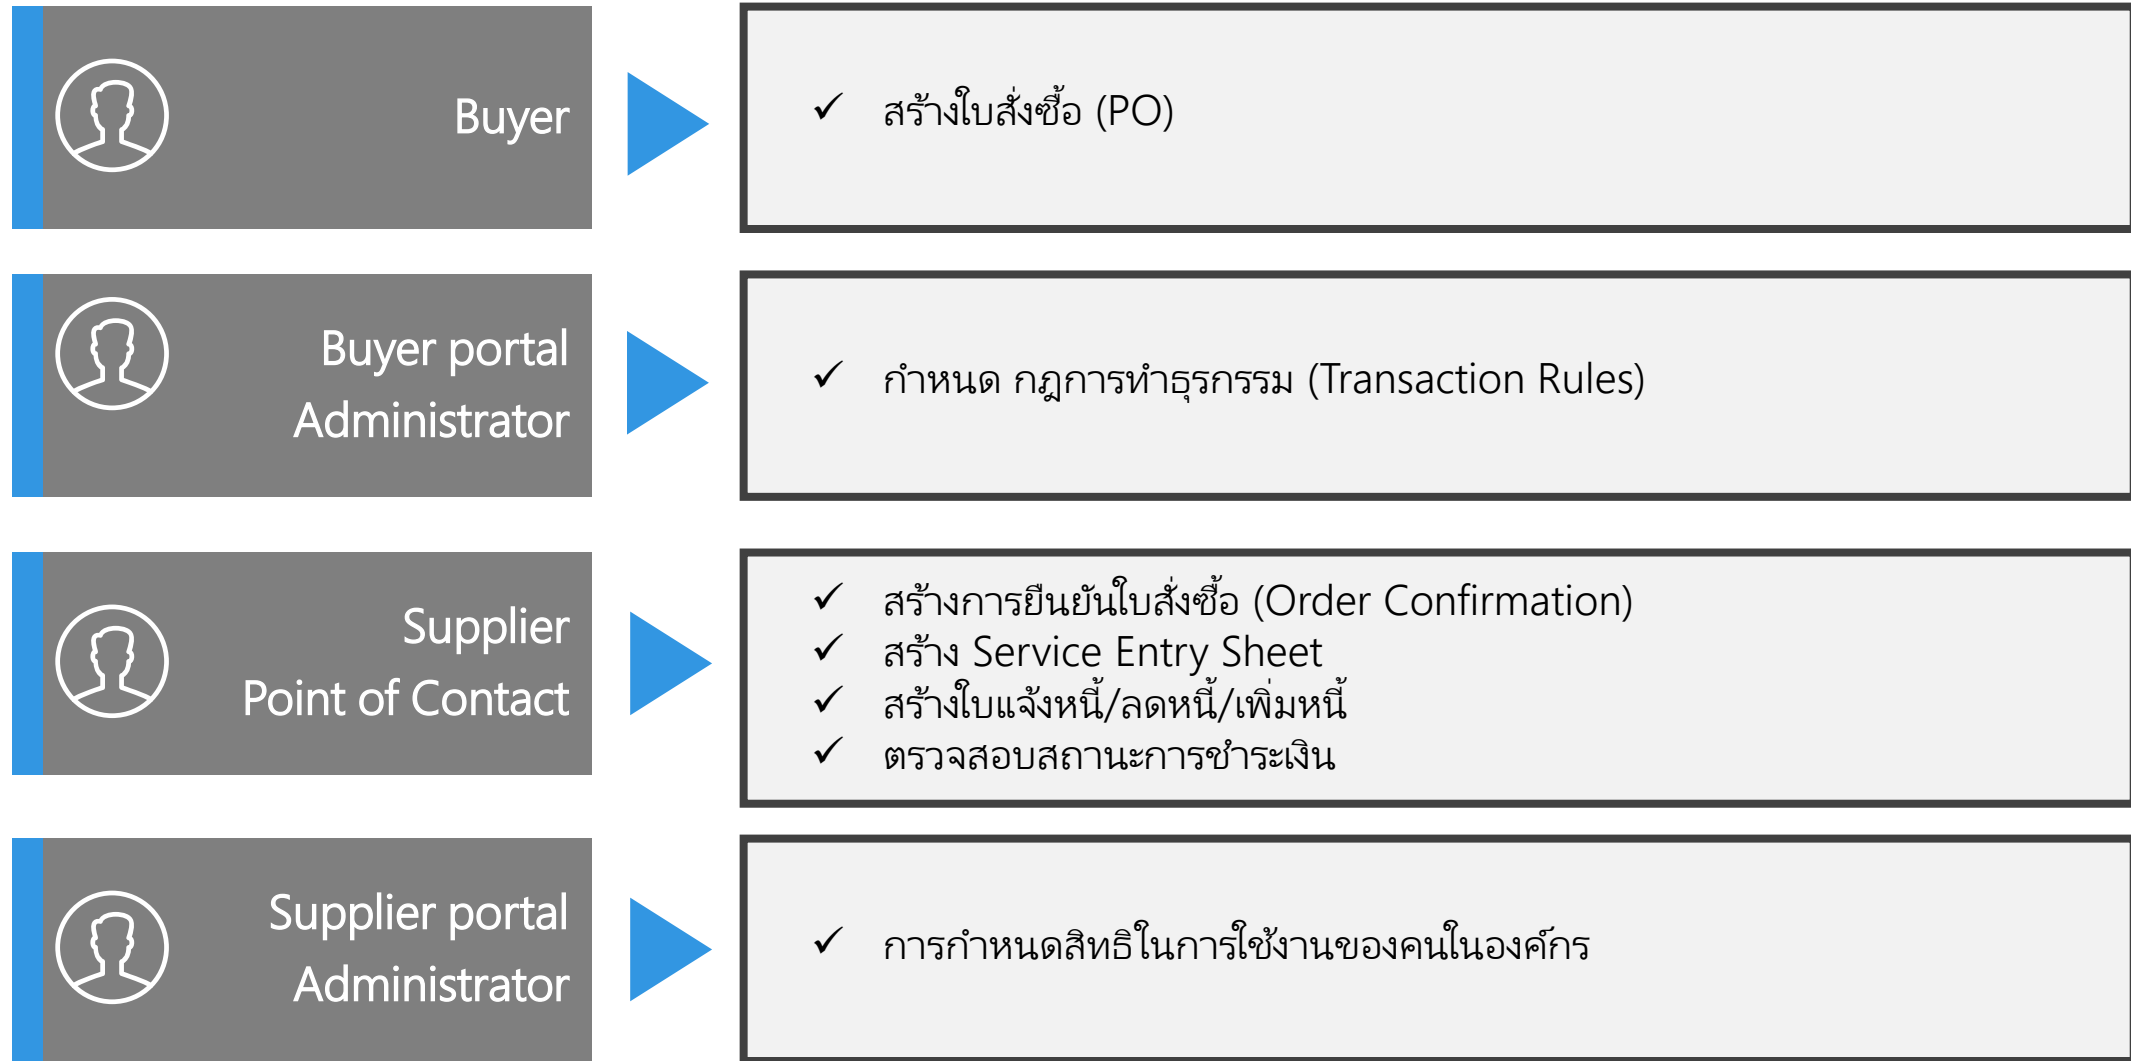 Buyer
✓ สร้างใบสั่งซื้อ (PO)
Buyer portal
Administrator
✓ กำหนด กฎการทำธุรกรรม (Transaction Rules)
Supplier
Point of Contact
✓ สร้างการยืนยันใบสั่งซื้อ (Order Confirmation)
✓ สร้าง Service Entry Sheet
✓ สร้างใบแจ้งหนี้/ลดหนี้/เพิ่มหนี้
✓ ตรวจสอบสถานะการชำระเงิน
Supplier portal
Administrator
✓ การกำหนดสิทธิในการใช้งานของคนในองค์กร